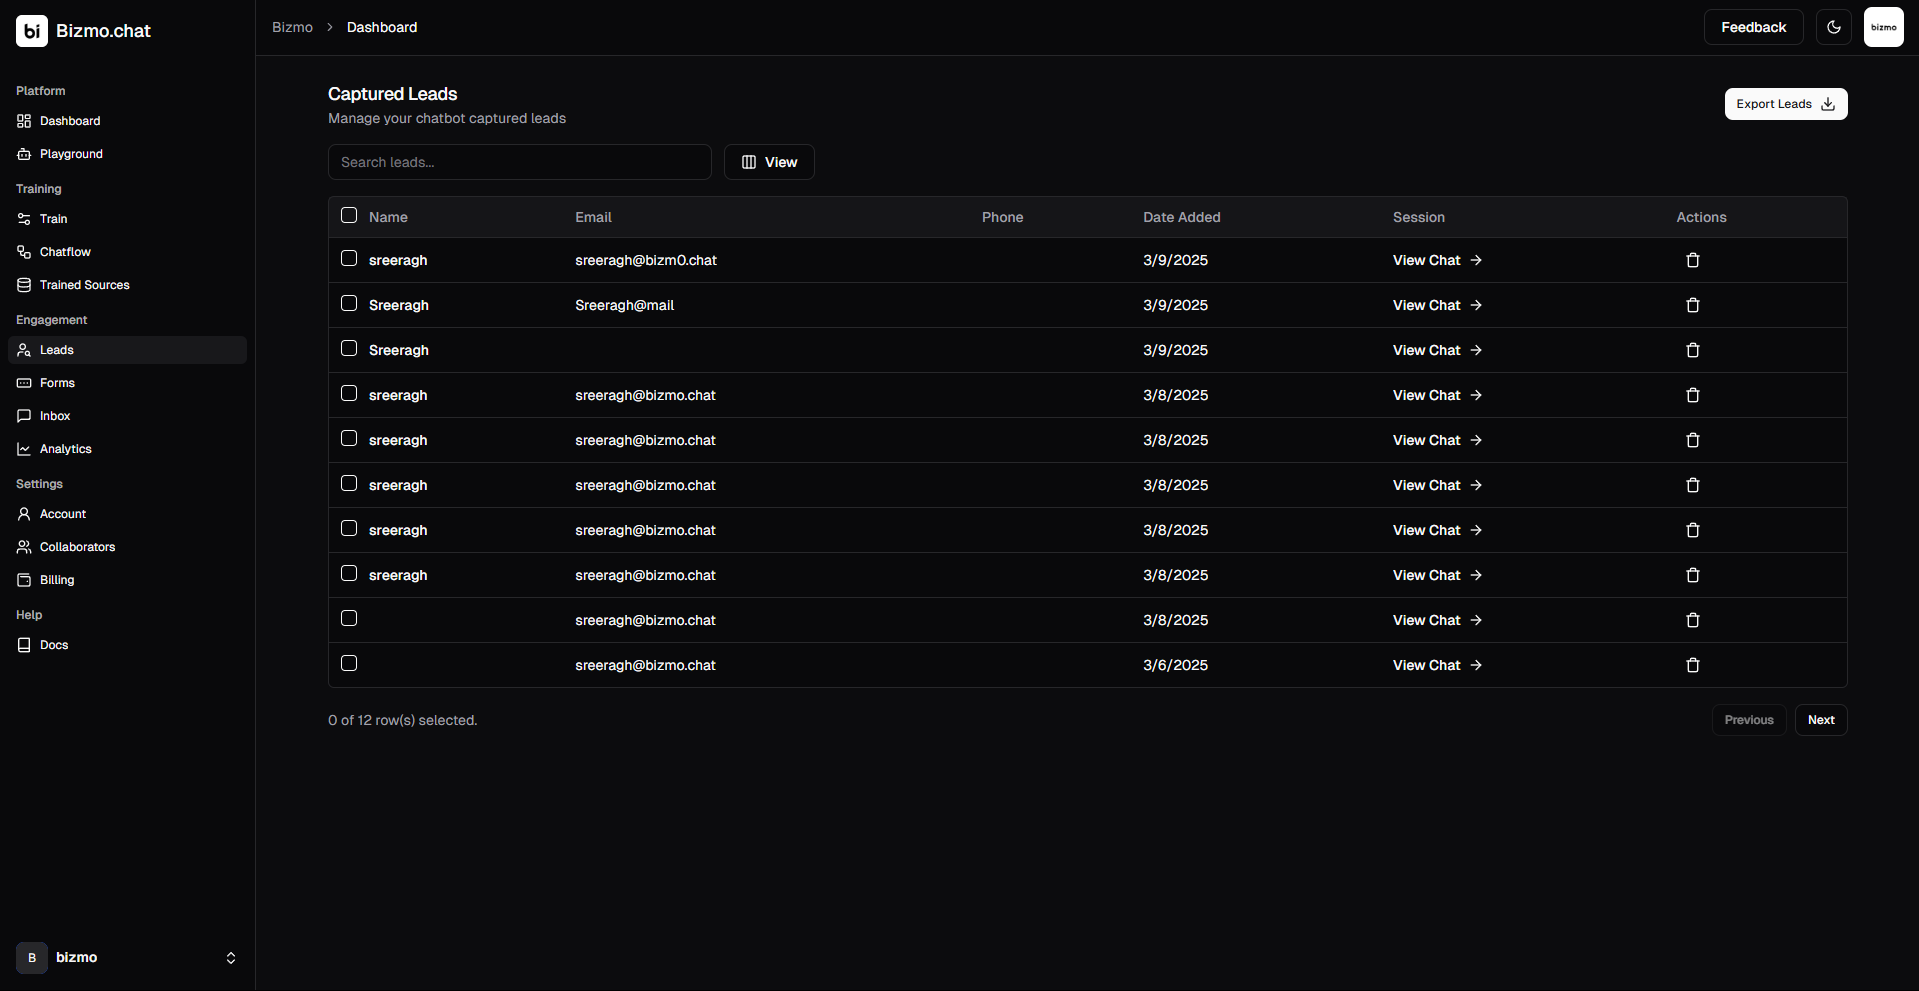 bi Bizmo.chat
Bizmo > Dashboard
Feedback
bizmo
Platform
Dashboard
Playground
Training
Train
Chatflow
Trained Sources
Engagement
Leads
Forms
Inbox
Analytics
Settings
Account
Collaborators
Billing
Help
Docs
B bizmo
Captured Leads
Manage your chatbot captured leads
Export Leads
Search leads...
View
Name Email Phone Date Added Session Actions
sreeragh sreeragh@bizm0.chat 3/9/2025 View Chat
Sreeragh Sreeragh@mail 3/9/2025 View Chat
Sreeragh 3/9/2025 View Chat
sreeragh sreeragh@bizmo.chat 3/8/2025 View Chat
sreeragh sreeragh@bizmo.chat 3/8/2025 View Chat
sreeragh sreeragh@bizmo.chat 3/8/2025 View Chat
sreeragh sreeragh@bizmo.chat 3/8/2025 View Chat
sreeragh sreeragh@bizmo.chat 3/8/2025 View Chat
sreeragh@bizmo.chat 3/8/2025 View Chat
sreeragh@bizmo.chat 3/6/2025 View Chat
0 of 12 row(s) selected.
Previous
Next